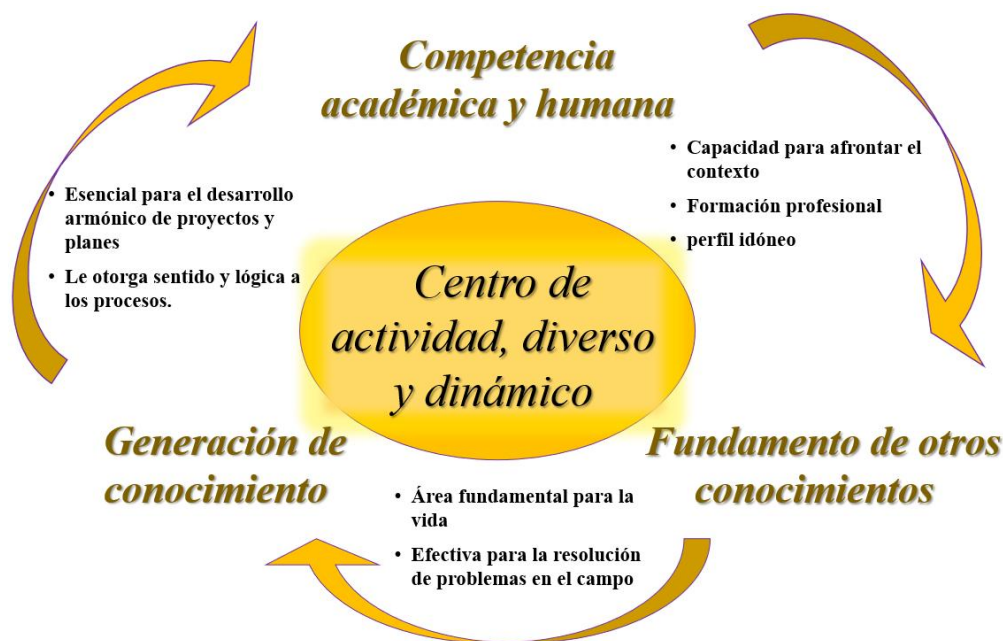 Competencia
académica y humana
• Capacidad para afrontar el
contexto
• Formación profesional
• perfil idóneo
• Esencial para el desarrollo
armónico de proyectos y
planes
• Le otorga sentido y lógica a
los procesos.
Centro de
actividad, diverso
y dinámico
Generación de
conocimiento
Fundamento de otros
conocimientos
• Área fundamental para la
vida
• Efectiva para la resolución
de problemas en el campo